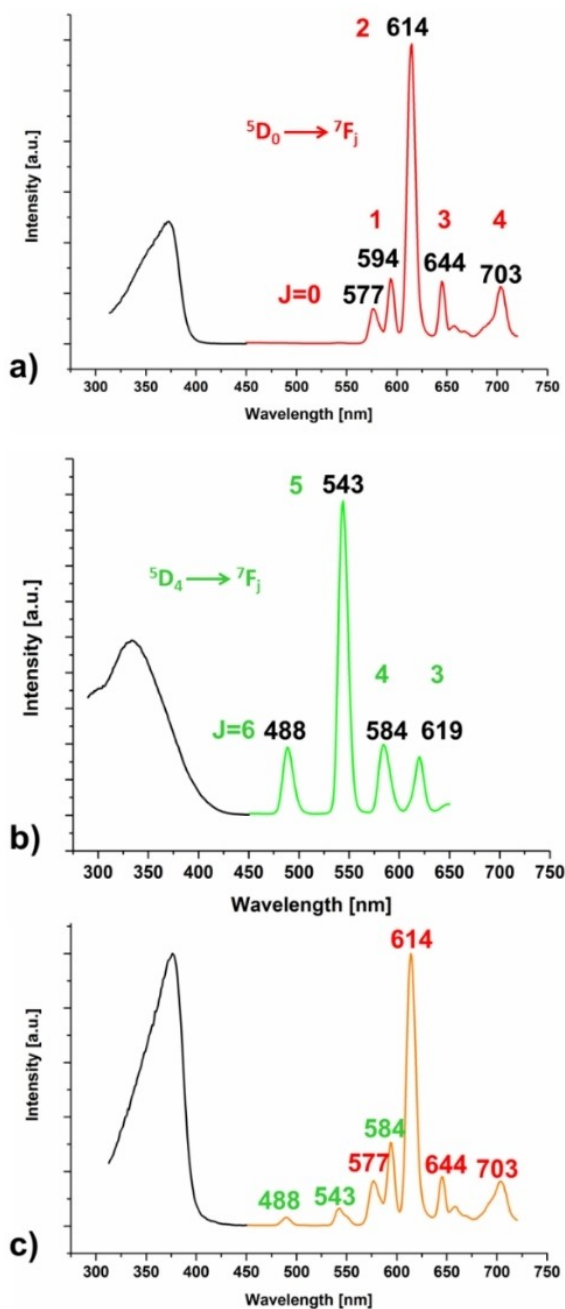 2 614
⁵D₀ ⟶ ⁷Fⱼ
1 3 4
594 644 703
J=0 577
Intensity [a.u.]
a)
300 350 400 450 500 550 600 650 700 750
Wavelength [nm]
5 543
⁵D₄ ⟶ ⁷Fⱼ
4 3
J=6 488 584 619
Intensity [a.u.]
b)
300 350 400 450 500 550 600 650 700 750
Wavelength [nm]
614
584
577 644 703
488 543
Intensity [a.u.]
c)
300 350 400 450 500 550 600 650 700 750
Wavelength [nm]